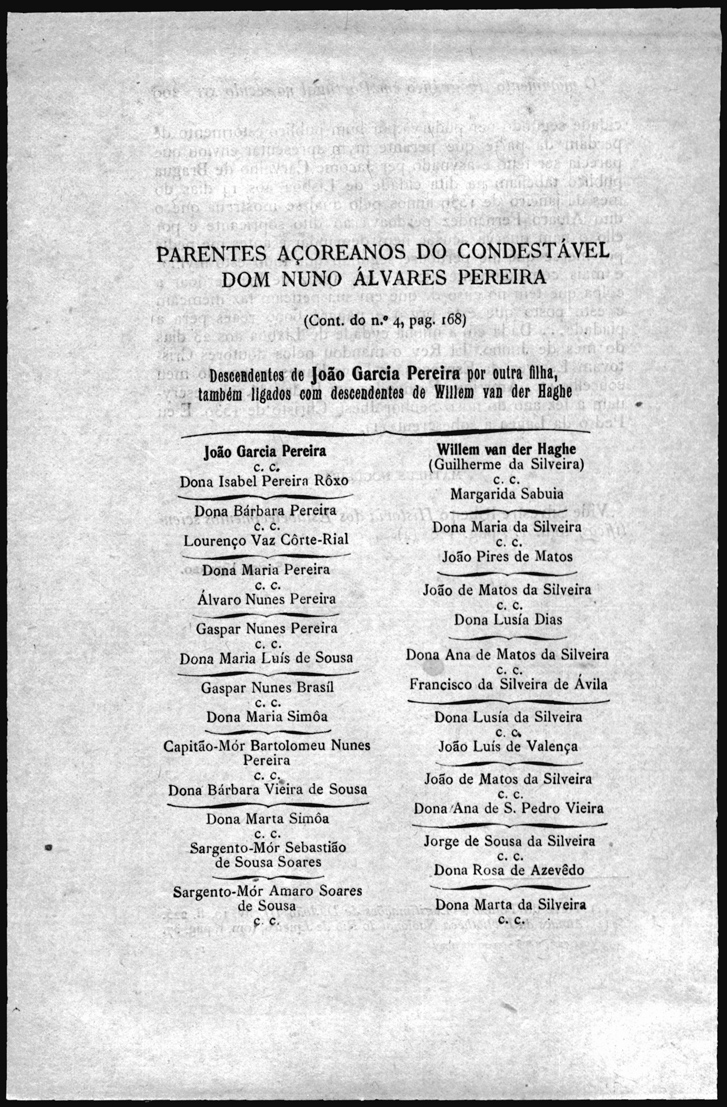 PARENTES AÇOREANOS DO CONDESTÁVEL
DOM NUNO ÁLVARES PEREIRA
(Cont. do n.º 4, pag. 168)
Descendentes de João Garcia Pereira por outra filha,
também ligados com descendentes de Willem van der Haghe
João Garcia Pereira
c. c.
Dona Isabel Pereira Rôxo
Dona Bárbara Pereira
c. c.
Lourenço Vaz Côrte-Rial
Dona Maria Pereira
c. c.
Álvaro Nunes Pereira
Gaspar Nunes Pereira
c. c.
Dona Maria Luís de Sousa
Gaspar Nunes Brasíl
c. c.
Dona Maria Simôa
Capitão-Mór Bartolomeu Nunes
Pereira
c. c.
Dona Bárbara Vieira de Sousa
Dona Marta Simôa
c. c.
Sargento-Mór Sebastião
de Sousa Soares
Sargento-Mór Amaro Soares
de Sousa
c. c.
Willem van der Haghe
(Guilherme da Silveira)
c. c.
Margarida Sabuia
Dona Maria da Silveira
c. c.
João Pires de Matos
João de Matos da Silveira
c. c.
Dona Lusía Dias
Dona Ana de Matos da Silveira
c. c.
Francisco da Silveira de Ávila
Dona Lusía da Silveira
c. c.
João Luís de Valença
João de Matos da Silveira
c. c.
Dona Ana de S. Pedro Vieira
Jorge de Sousa da Silveira
c. c.
Dona Rosa de Azevêdo
Dona Marta da Silveira
c. c.